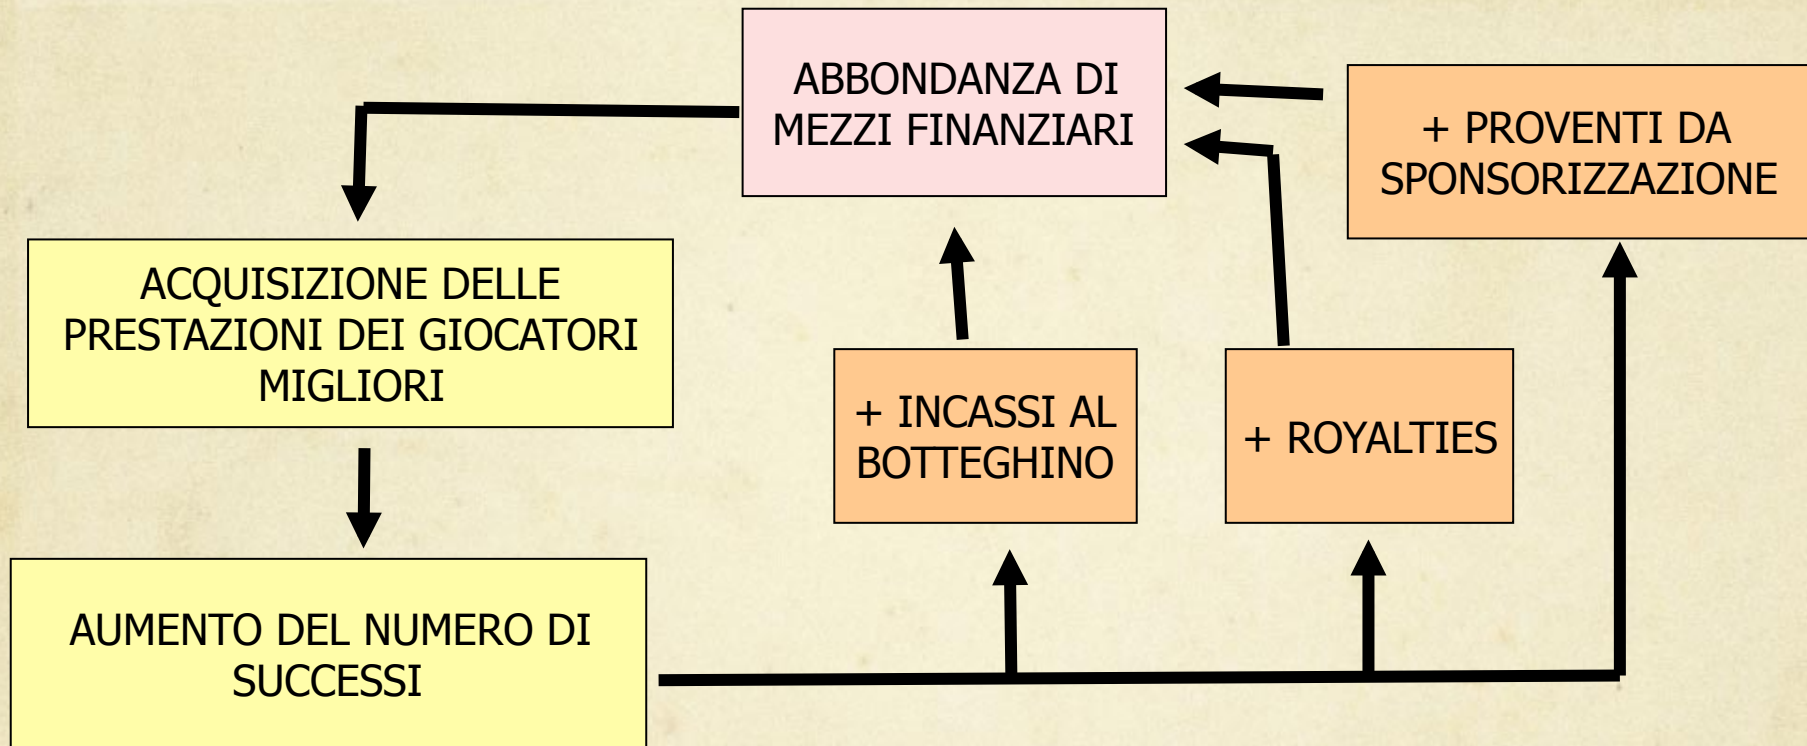 ABBONDANZA DI
MEZZI FINANZIARI
+ PROVENTI DA
SPONSORIZZAZIONE
ACQUISIZIONE DELLE
PRESTAZIONI DEI GIOCATORI
MIGLIORI
+ INCASSI AL
BOTTEGHINO
+ ROYALTIES
AUMENTO DEL NUMERO DI
SUCCESSI